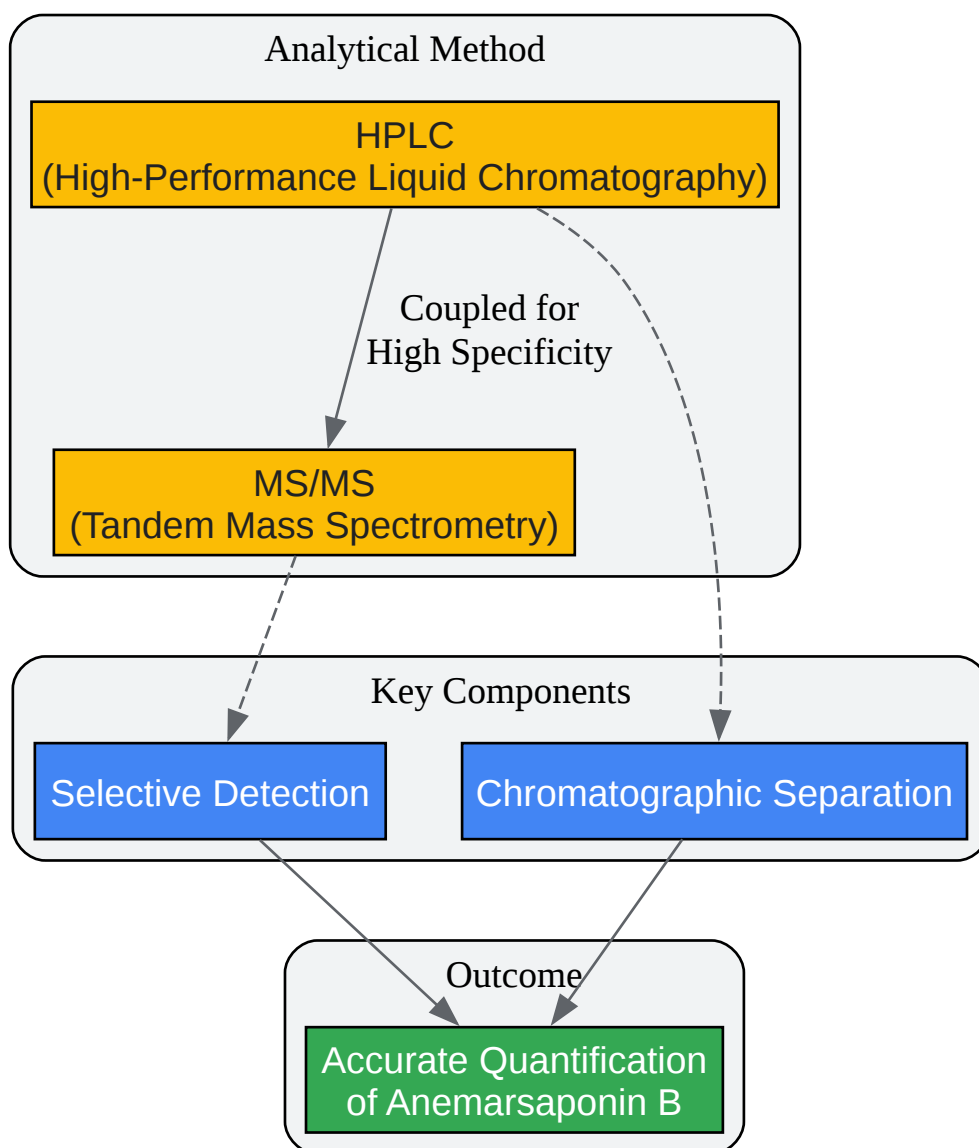 Analytical Method
HPLC
(High-Performance Liquid Chromatography)
Coupled for
High Specificity
MS/MS
(Tandem Mass Spectrometry)
Key Components
Selective Detection
Chromatographic Separation
Outcome
Accurate Quantification
of Anemarsaponin B